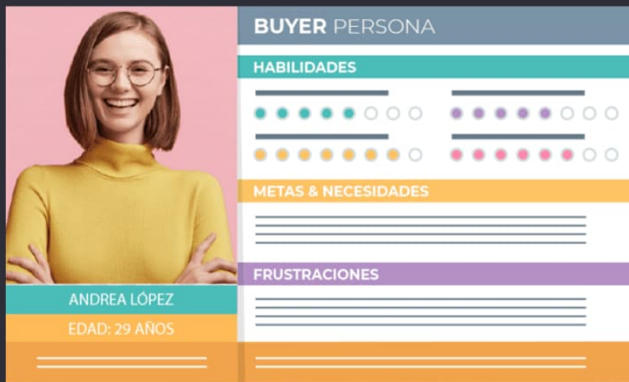 BUYER PERSONA
HABILIDADES
METAS & NECESIDADES
FRUSTRACIONES
ANDREA LÓPEZ
EDAD: 29 AÑOS